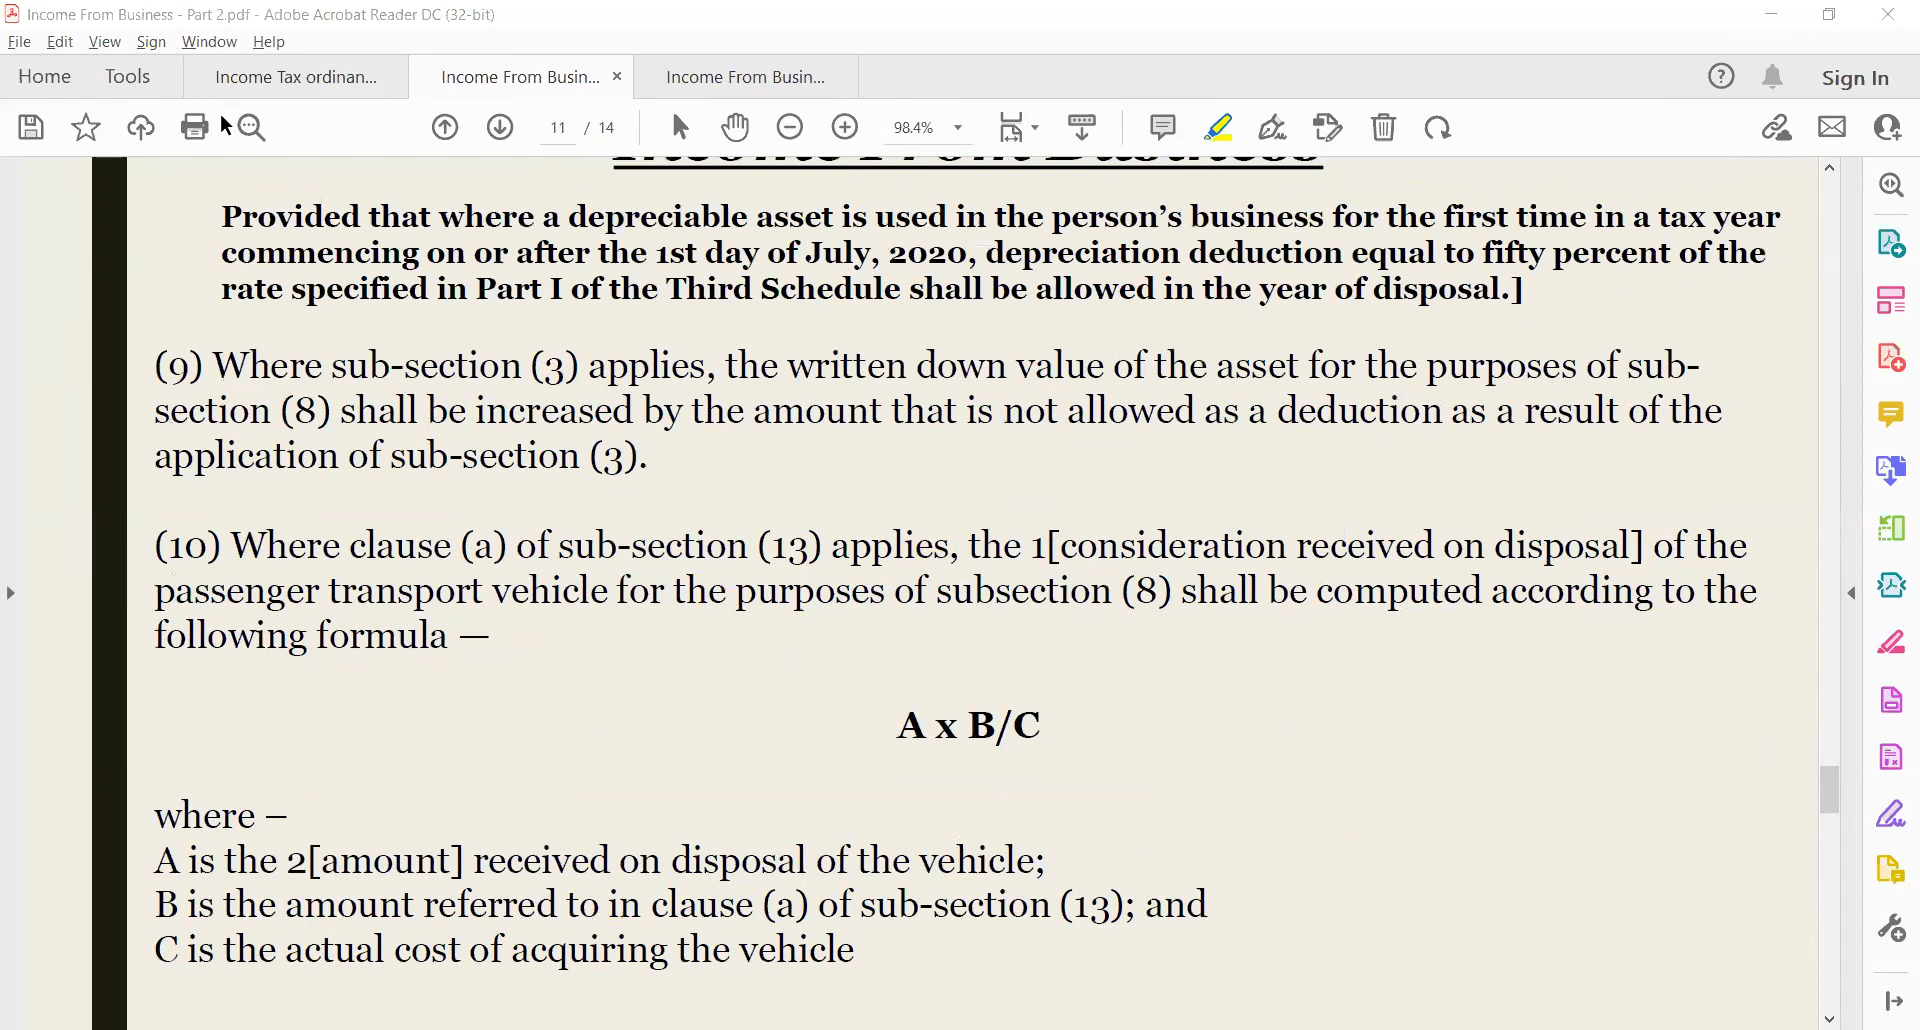 Income From Business - Part 2.pdf - Adobe Acrobat Reader DC (32-bit)
File Edit View Sign Window Help
Home Tools Income Tax ordinan... Income From Busin... × Income From Busin... Sign In
11 / 14 98.4%
Income From Business
Provided that where a depreciable asset is used in the person’s business for the first time in a tax year
commencing on or after the 1st day of July, 2020, depreciation deduction equal to fifty percent of the
rate specified in Part I of the Third Schedule shall be allowed in the year of disposal.]
(9) Where sub-section (3) applies, the written down value of the asset for the purposes of sub-
section (8) shall be increased by the amount that is not allowed as a deduction as a result of the
application of sub-section (3).
(10) Where clause (a) of sub-section (13) applies, the 1[consideration received on disposal] of the
passenger transport vehicle for the purposes of subsection (8) shall be computed according to the
following formula —
A x B/C
where –
A is the 2[amount] received on disposal of the vehicle;
B is the amount referred to in clause (a) of sub-section (13); and
C is the actual cost of acquiring the vehicle